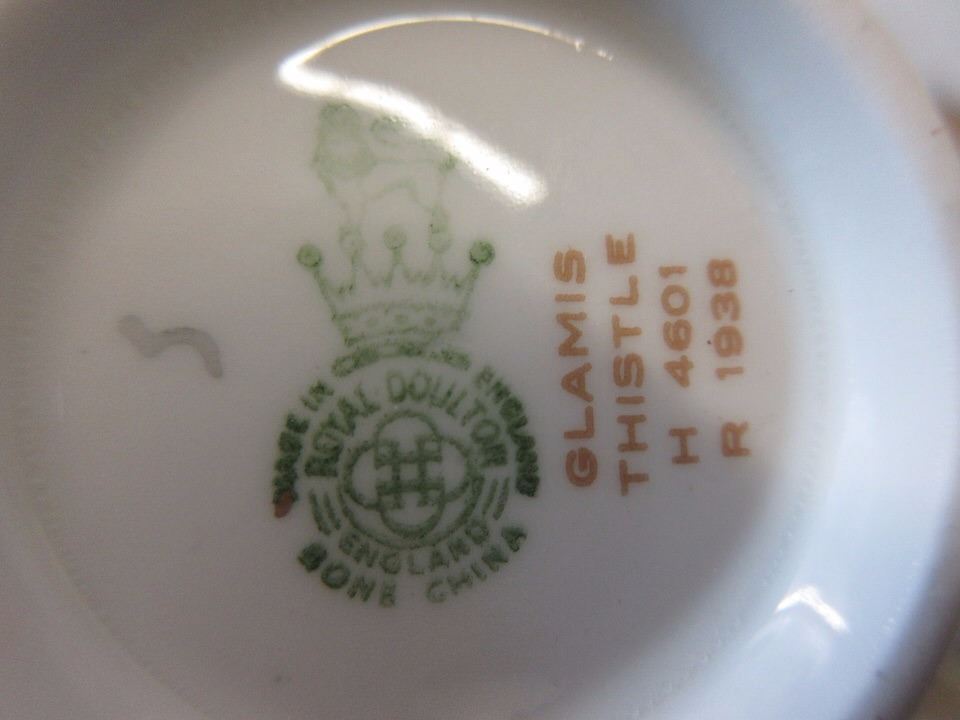 MADE IN ENGLAND
ROYAL DOULTON
ENGLAND
BONE CHINA
GLAMIS
THISTLE
H 4601
R 1938